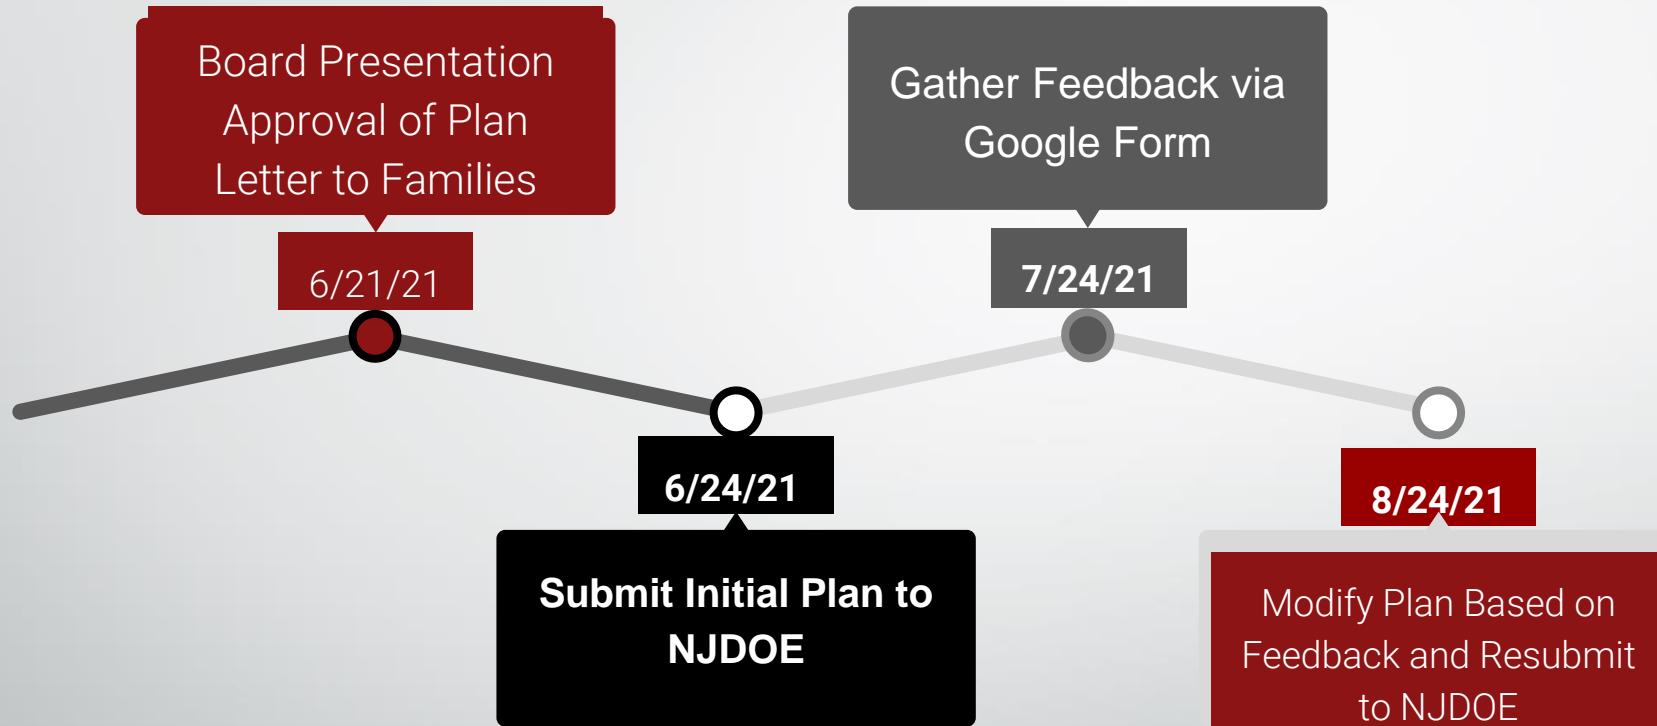 Board Presentation
Approval of Plan
Letter to Families
6/21/21
Gather Feedback via
Google Form
7/24/21
6/24/21
Submit Initial Plan to
NJDOE
8/24/21
Modify Plan Based on
Feedback and Resubmit
to NJDOE